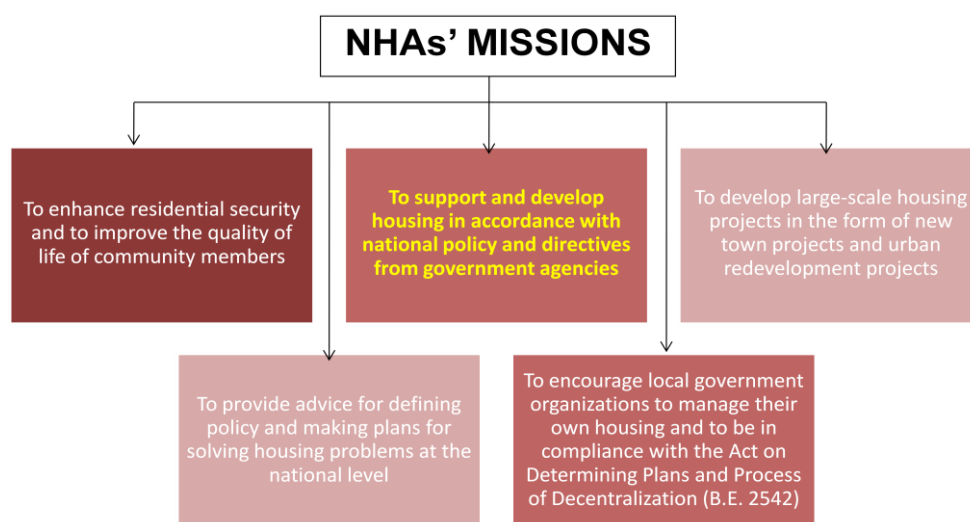 NHAs’ MISSIONS
To enhance residential security
and to improve the quality of
life of community members
To support and develop
housing in accordance with
national policy and directives
from government agencies
To develop large-scale housing
projects in the form of new
town projects and urban
redevelopment projects
To provide advice for defining
policy and making plans for
solving housing problems at the
national level
To encourage local government
organizations to manage their
own housing and to be in
compliance with the Act on
Determining Plans and Process
of Decentralization (B.E. 2542)